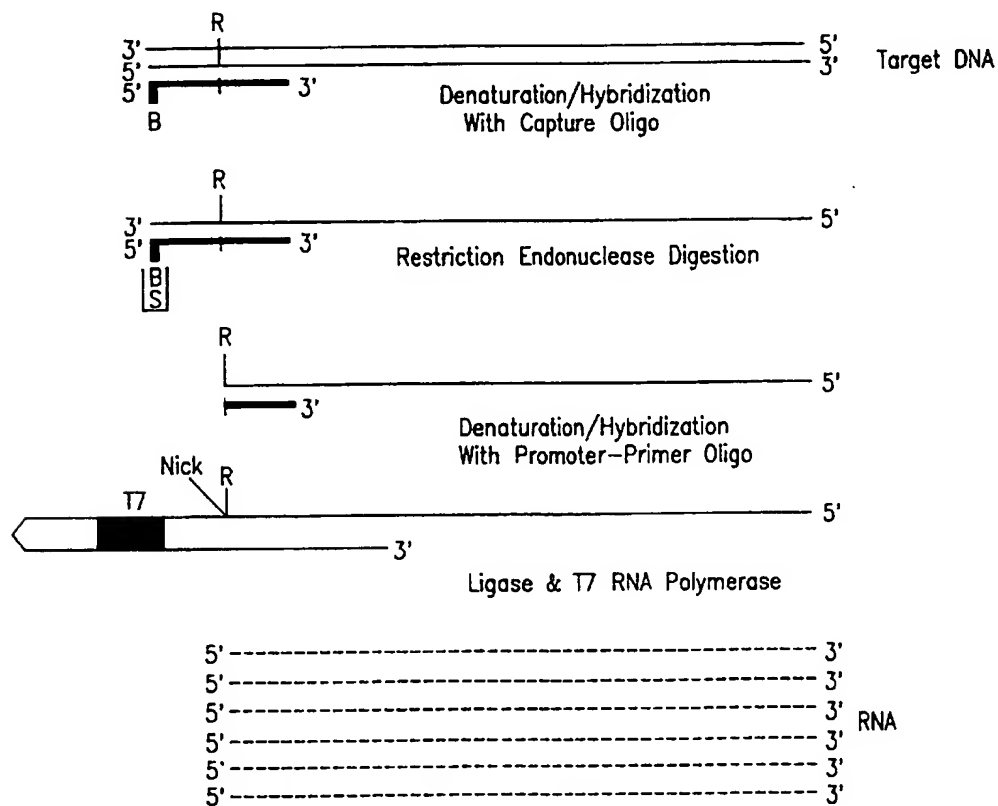 R
3' 5'
5' 3' Target DNA
5' 3'
B
Denaturation/Hybridization
With Capture Oligo
R
3' 5'
5' 3'
B
S
Restriction Endonuclease Digestion
R
5'
3'
Denaturation/Hybridization
With Promoter-Primer Oligo
Nick
R
T7
5'
3'
Ligase & T7 RNA Polymerase
5' 3'
5' 3'
5' 3'
RNA
5' 3'
5' 3'
5' 3'